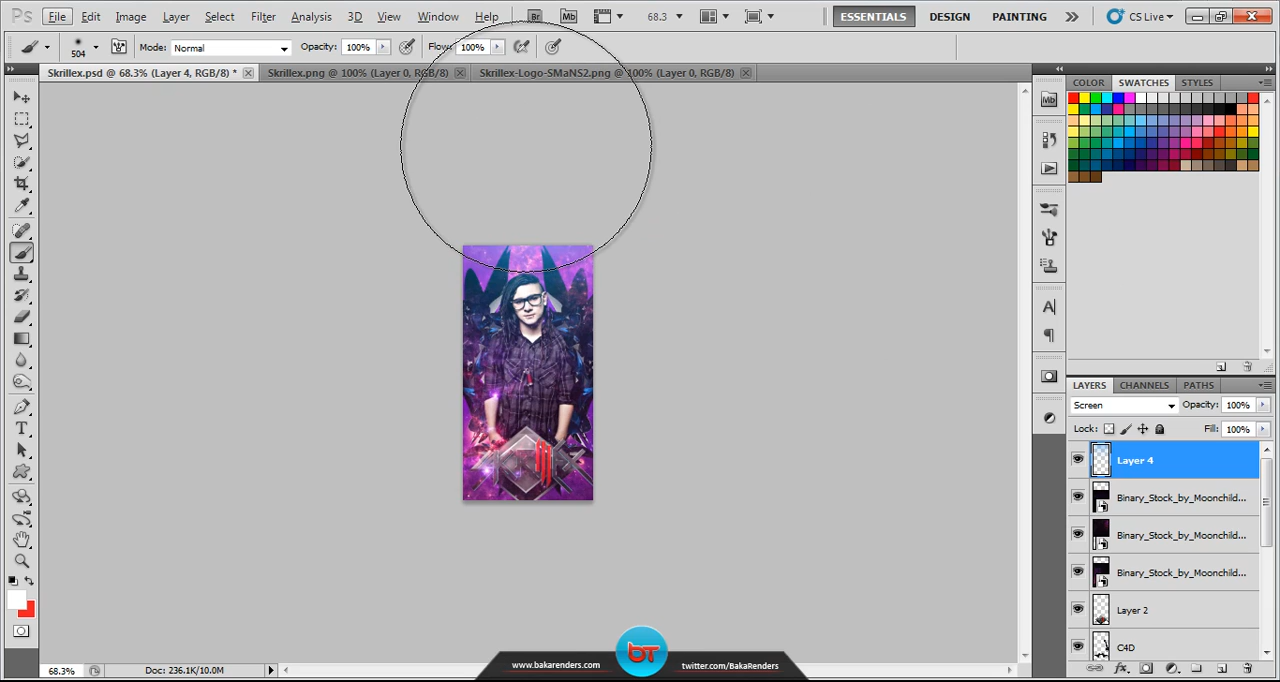 Ps File Edit Image Layer Select Filter Analysis 3D View Window Help Br Mb 68.3 ESSENTIALS DESIGN PAINTING CS Live
504 Mode: Normal Opacity: 100% Flow: 100%
Skrillex.psd @ 68.3% (Layer 4, RGB/8) * Skrillex.png @ 100% (Layer 0, RGB/8) Skrillex-Logo-SMaNS2.png @ 100% (Layer 0, RGB/8)
COLOR SWATCHES STYLES
Mb
LAYERS CHANNELS PATHS
Screen Opacity: 100%
Lock: Fill: 100%
Layer 4
Binary_Stock_by_Moonchild...
Binary_Stock_by_Moonchild...
Binary_Stock_by_Moonchild...
Layer 2
C4D
68.3% Doc: 236.1K/10.0M
www.bakarenders.com bT twitter.com/BakaRenders